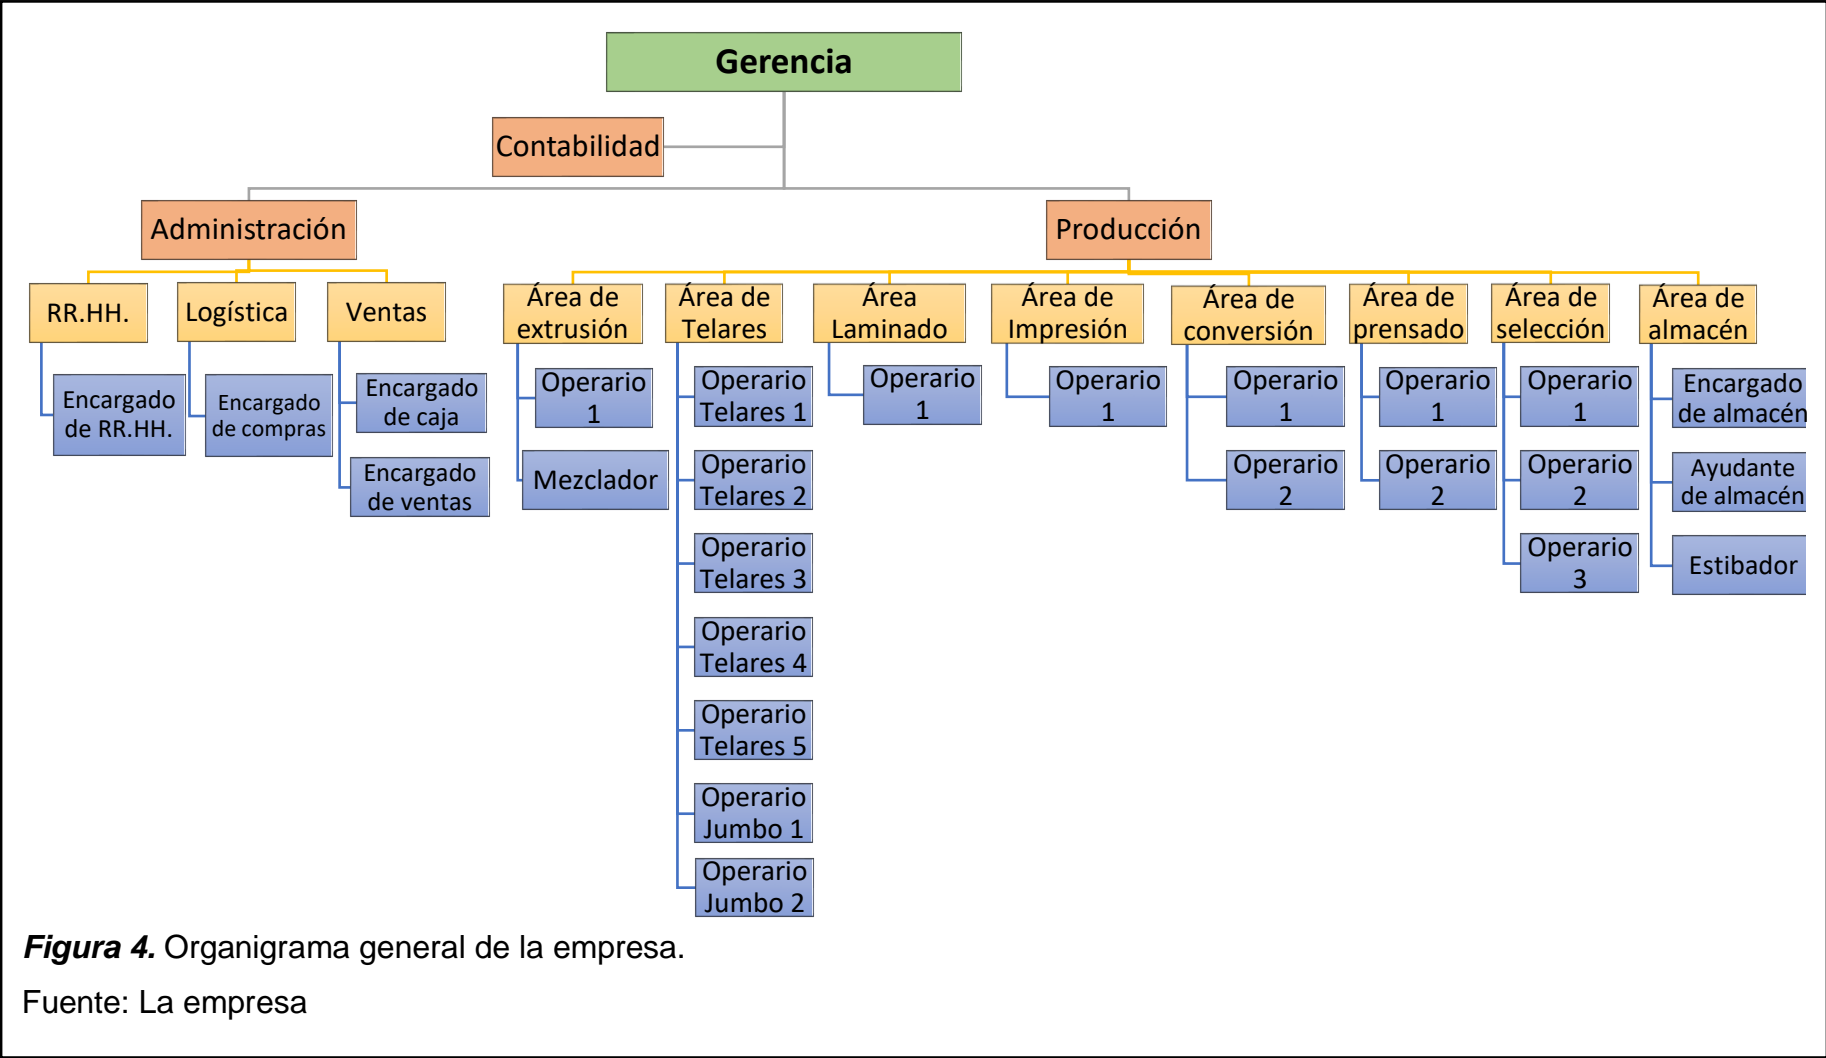 Gerencia
Contabilidad
Administración
Producción
RR.HH.
Logística
Ventas
Área de
extrusión
Área de
Telares
Área
Laminado
Área de
Impresión
Área de
conversión
Área de
prensado
Área de
selección
Área de
almacén
Encargado
de RR.HH.
Encargado
de compras
Encargado
de caja
Encargado
de ventas
Operario
1
Mezclador
Operario
Telares 1
Operario
Telares 2
Operario
Telares 3
Operario
Telares 4
Operario
Telares 5
Operario
Jumbo 1
Operario
Jumbo 2
Operario
1
Operario
1
Operario
1
Operario
2
Operario
1
Operario
2
Operario
1
Operario
2
Operario
3
Encargado
de almacén
Ayudante
de almacén
Estibador
Figura 4. Organigrama general de la empresa.
Fuente: La empresa